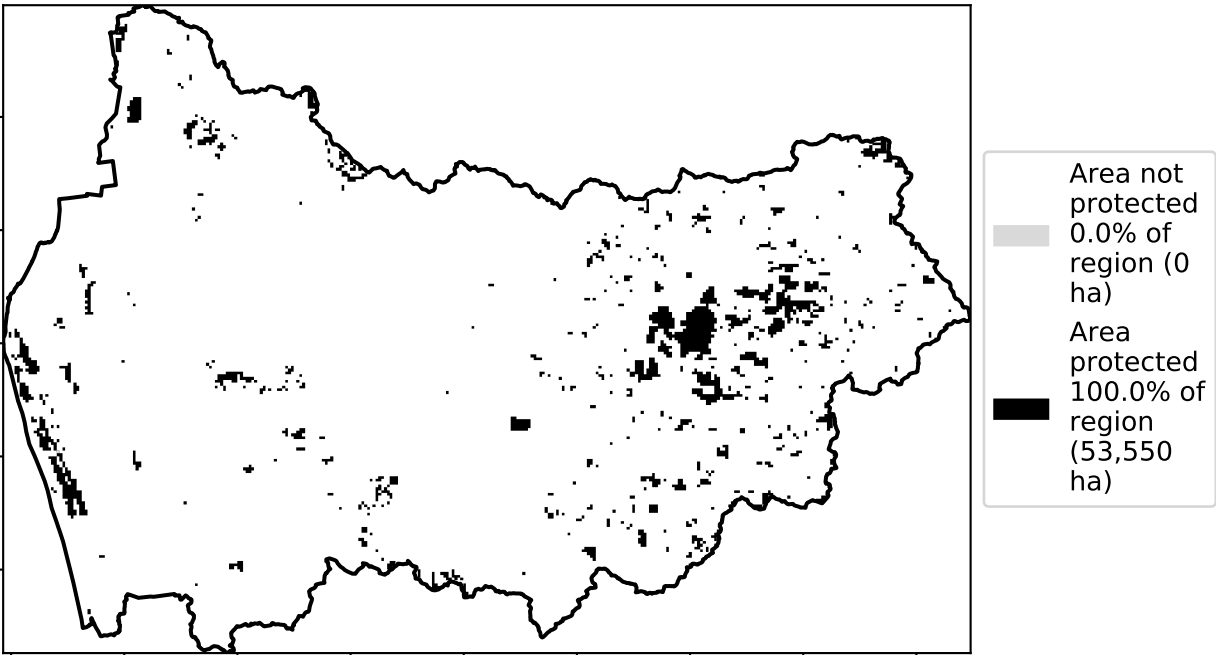 Area not
protected
0.0% of
region (0
ha)
Area
protected
100.0% of
region
(53,550
ha)